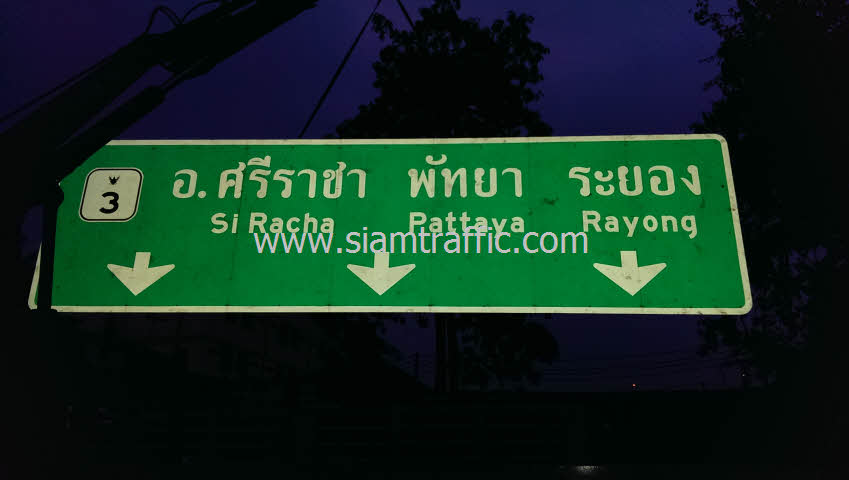 3
อ. ศรีราชา พัทยา ระยอง
Si Racha Pattaya Rayong
www.siamtraffic.com